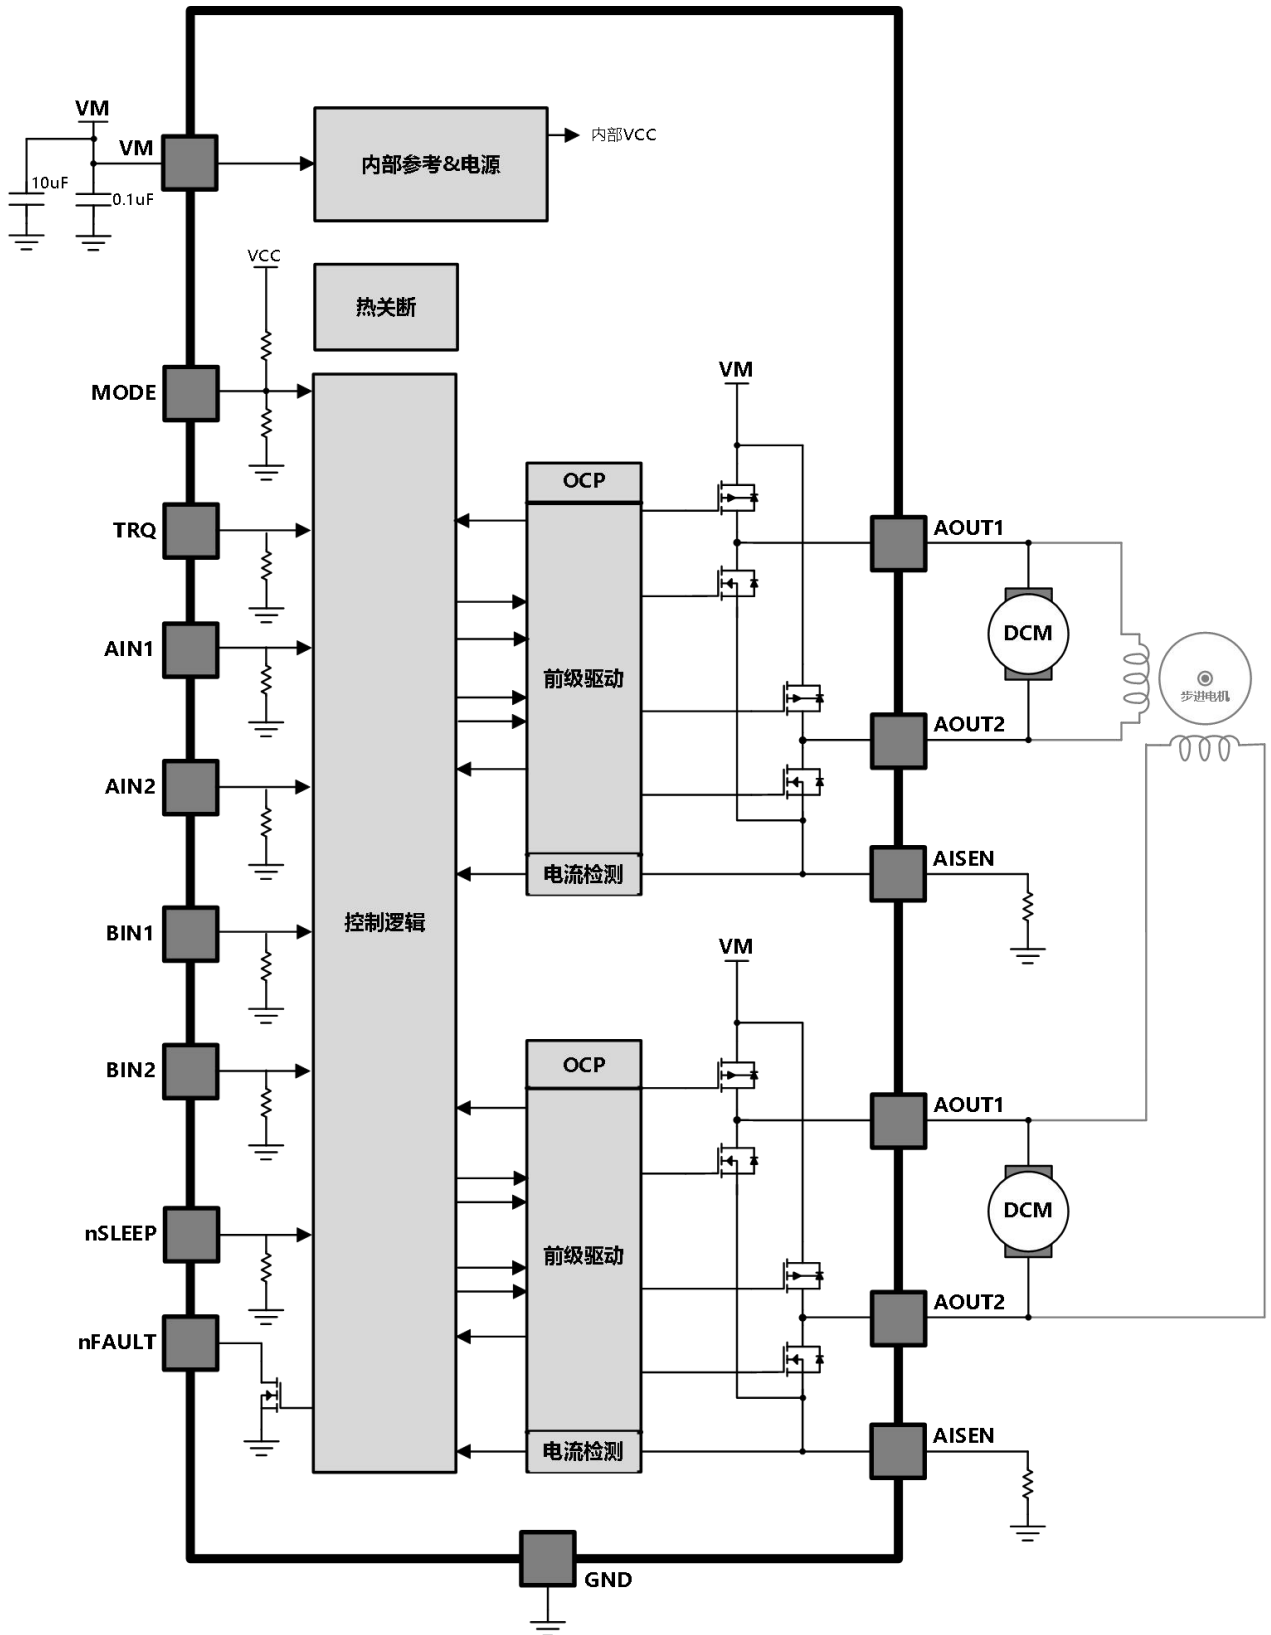 VM
VM
10uF
0.1uF
内部参考&电源
内部VCC
VCC
热关断
MODE
TRQ
AIN1
AIN2
BIN1
BIN2
nSLEEP
nFAULT
控制逻辑
VM
OCP
前级驱动
电流检测
AOUT1
DCM
步进电机
AOUT2
AISEN
VM
OCP
前级驱动
电流检测
AOUT1
DCM
AOUT2
AISEN
GND